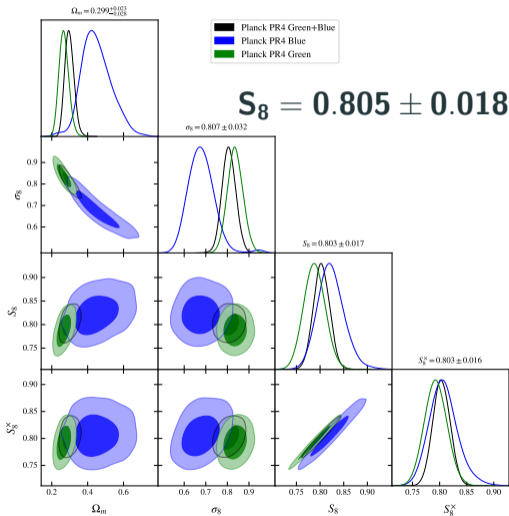 Ωm = 0.299 +0.023 −0.028
Planck PR4 Green+Blue
Planck PR4 Blue
Planck PR4 Green
S8 = 0.805 ± 0.018
σ8 = 0.807 ± 0.032
0.9
0.8
0.7
0.6
σ8
S8 = 0.803 ± 0.017
0.90
0.85
0.80
0.75
S8
S8× = 0.803 ± 0.016
0.90
0.85
0.80
0.75
S8×
0.2 0.4 0.6
0.6 0.7 0.8 0.9
0.75 0.80 0.85 0.90
0.75 0.80 0.85 0.90
Ωm
σ8
S8
S8×